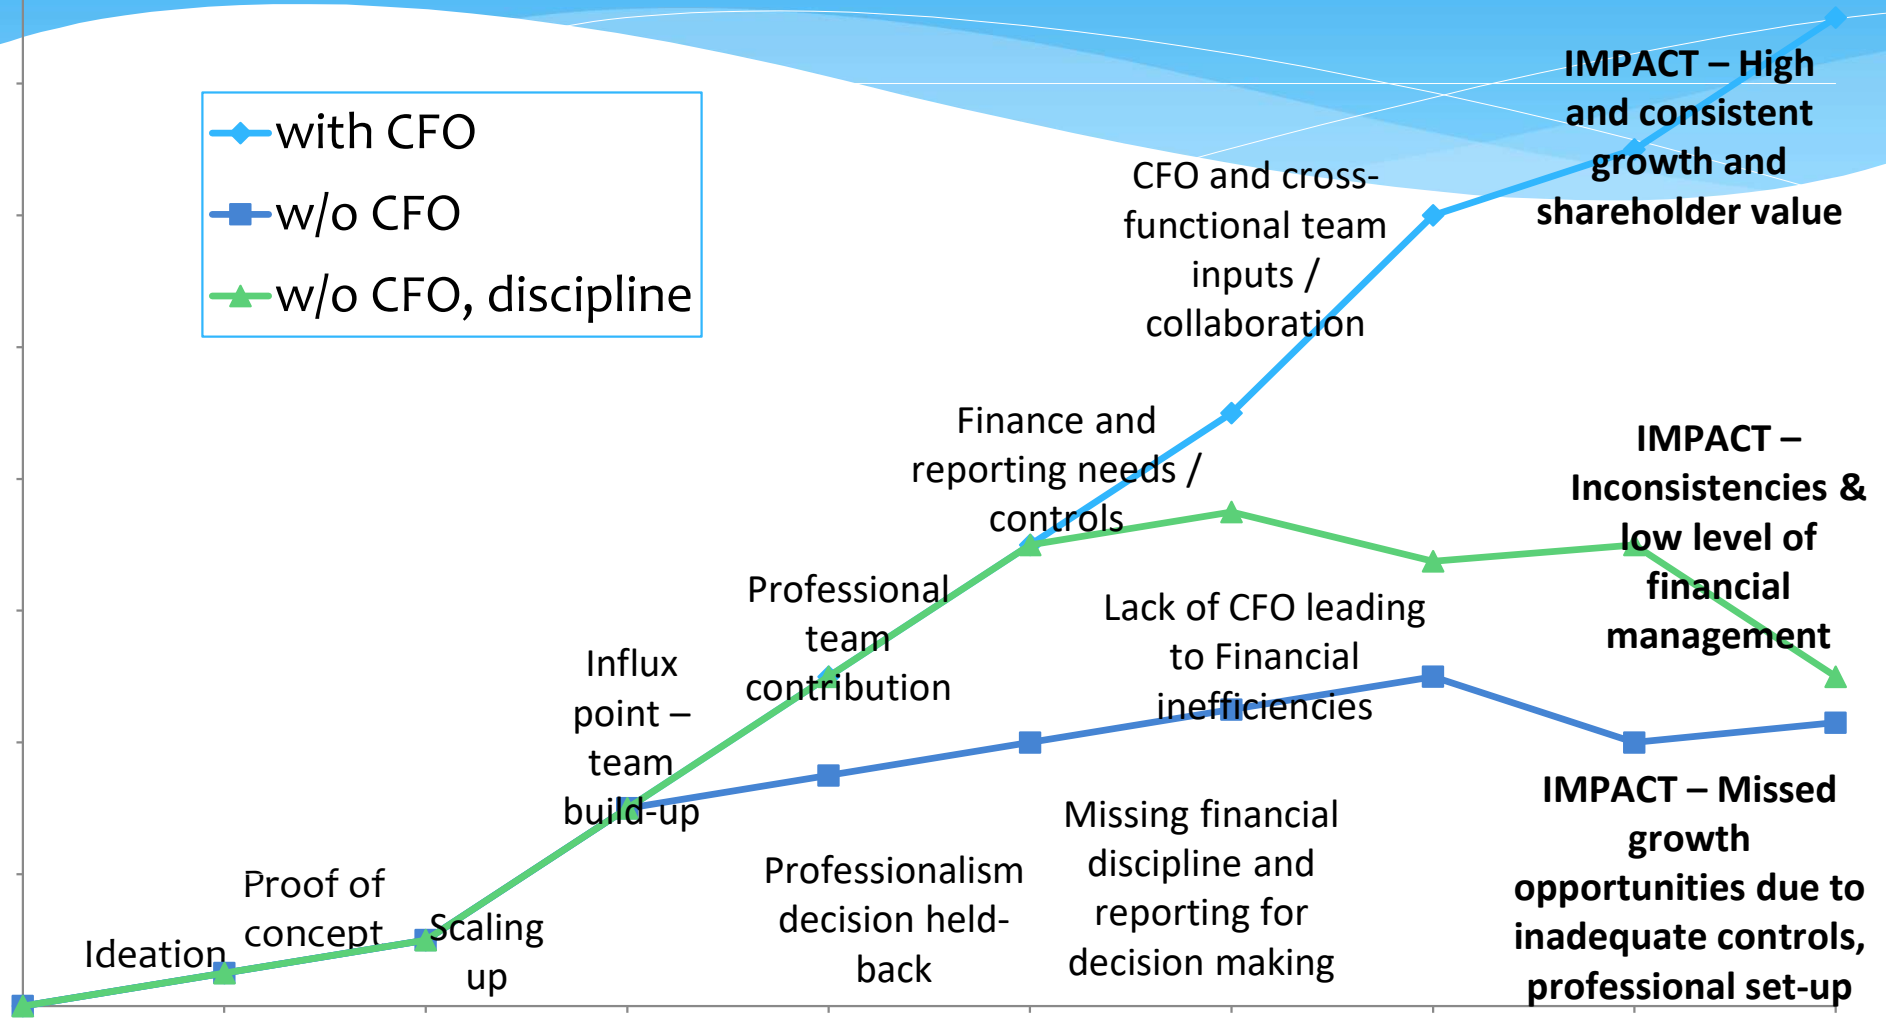 with CFO
w/o CFO
w/o CFO, discipline
IMPACT – High
and consistent
growth and
shareholder value
CFO and cross-
functional team
inputs /
collaboration
Finance and
reporting needs /
controls
IMPACT –
Inconsistencies &
low level of
financial
management
Professional
team
contribution
Lack of CFO leading
to Financial
inefficiencies
Influx
point –
team
build-up
IMPACT – Missed
growth
opportunities due to
inadequate controls,
professional set-up
Missing financial
discipline and
reporting for
decision making
Professionalism
decision held-
back
Proof of
concept
Scaling
up
Ideation